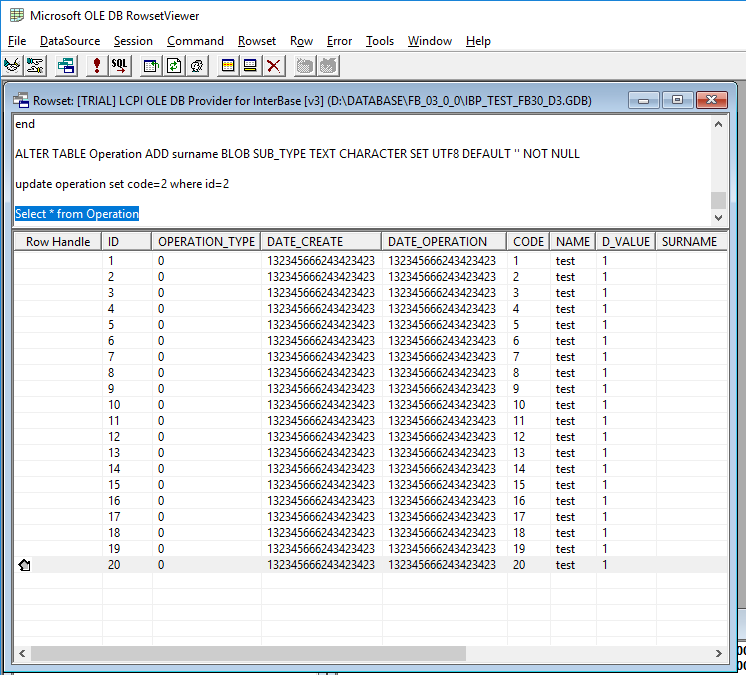 Microsoft OLE DB RowsetViewer
File DataSource Session Command Rowset Row Error Tools Window Help
SQL
Rowset: [TRIAL] LCPI OLE DB Provider for InterBase [v3] (D:\DATABASE\FB_03_0_0\IBP_TEST_FB30_D3.GDB)
end
ALTER TABLE Operation ADD surname BLOB SUB_TYPE TEXT CHARACTER SET UTF8 DEFAULT '' NOT NULL
update operation set code=2 where id=2
Select * from Operation
Row Handle ID OPERATION_TYPE DATE_CREATE DATE_OPERATION CODE NAME D_VALUE SURNAME
1 0 132345666243423423 132345666243423423 1 test 1
2 0 132345666243423423 132345666243423423 2 test 1
3 0 132345666243423423 132345666243423423 3 test 1
4 0 132345666243423423 132345666243423423 4 test 1
5 0 132345666243423423 132345666243423423 5 test 1
6 0 132345666243423423 132345666243423423 6 test 1
7 0 132345666243423423 132345666243423423 7 test 1
8 0 132345666243423423 132345666243423423 8 test 1
9 0 132345666243423423 132345666243423423 9 test 1
10 0 132345666243423423 132345666243423423 10 test 1
11 0 132345666243423423 132345666243423423 11 test 1
12 0 132345666243423423 132345666243423423 12 test 1
13 0 132345666243423423 132345666243423423 13 test 1
14 0 132345666243423423 132345666243423423 14 test 1
15 0 132345666243423423 132345666243423423 15 test 1
16 0 132345666243423423 132345666243423423 16 test 1
17 0 132345666243423423 132345666243423423 17 test 1
18 0 132345666243423423 132345666243423423 18 test 1
19 0 132345666243423423 132345666243423423 19 test 1
20 0 132345666243423423 132345666243423423 20 test 1